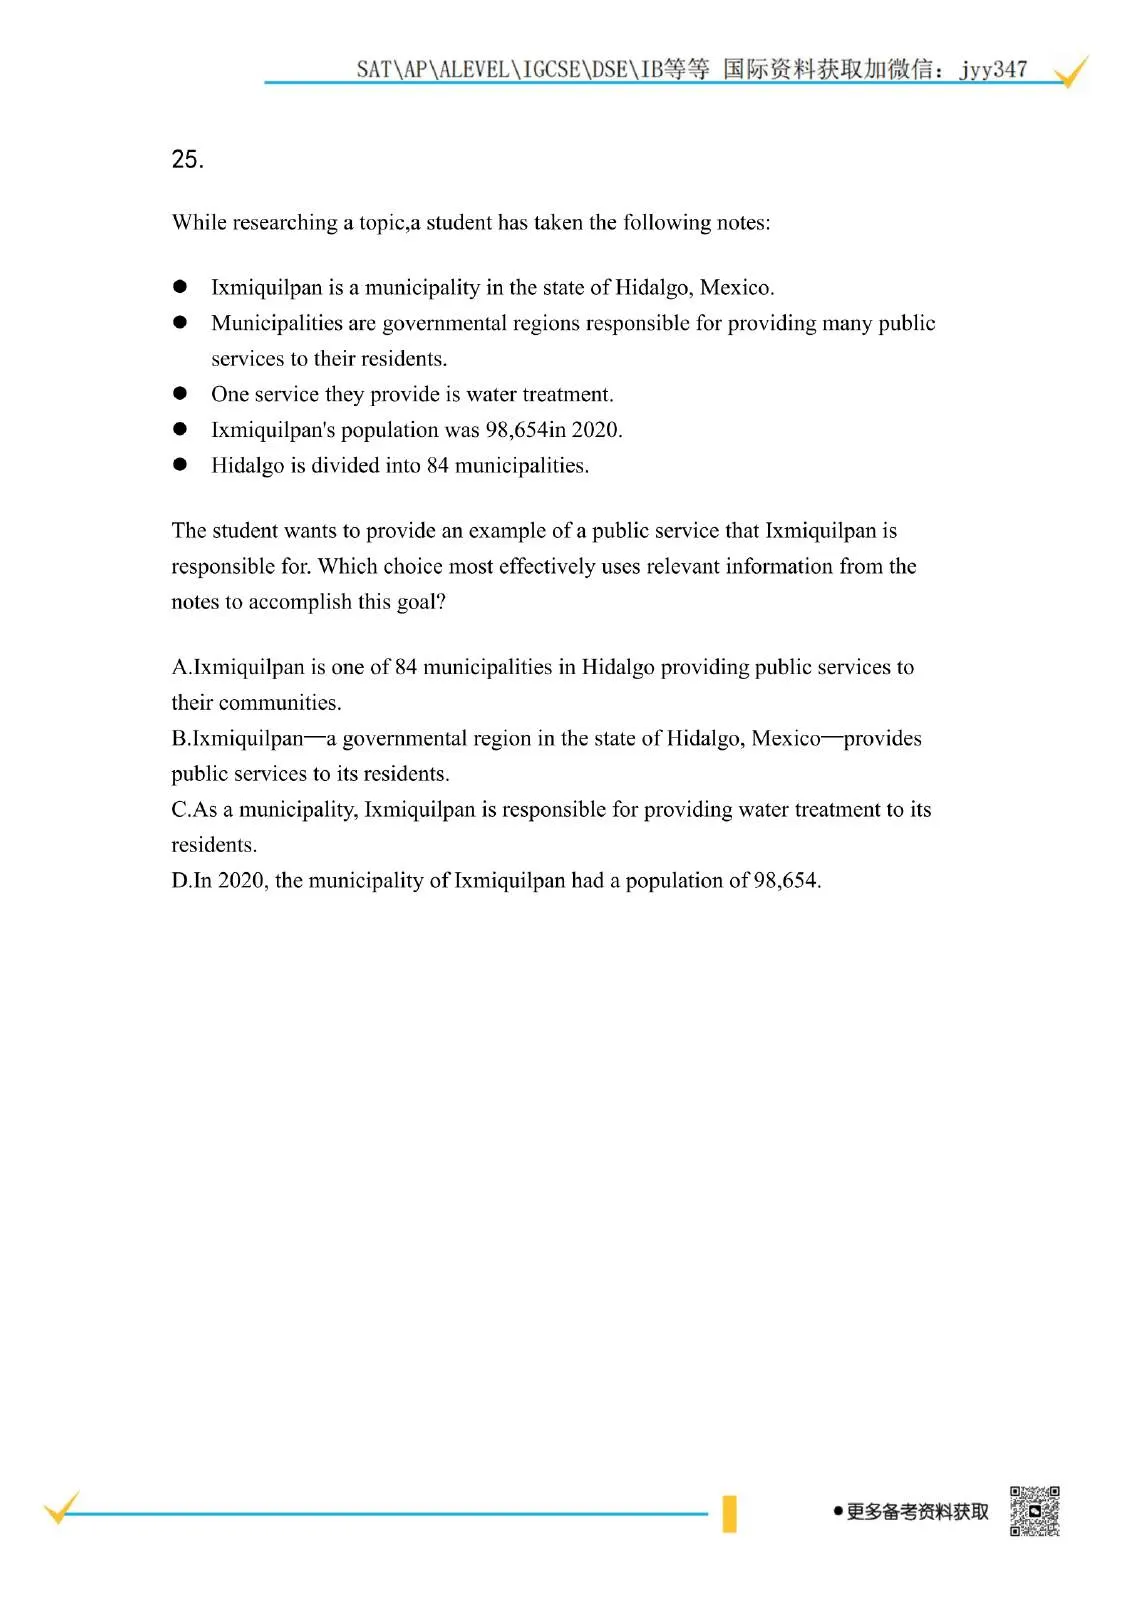 SAT\AP\ALEVEL\IGCSE\DSE\IB等等 国际资料获取加微信：jyy347
25.
While researching a topic,a student has taken the following notes:
● Ixmiquilpan is a municipality in the state of Hidalgo, Mexico.
● Municipalities are governmental regions responsible for providing many public
services to their residents.
● One service they provide is water treatment.
● Ixmiquilpan's population was 98,654in 2020.
● Hidalgo is divided into 84 municipalities.
The student wants to provide an example of a public service that Ixmiquilpan is
responsible for. Which choice most effectively uses relevant information from the
notes to accomplish this goal?
A.Ixmiquilpan is one of 84 municipalities in Hidalgo providing public services to
their communities.
B.Ixmiquilpan—a governmental region in the state of Hidalgo, Mexico—provides
public services to its residents.
C.As a municipality, Ixmiquilpan is responsible for providing water treatment to its
residents.
D.In 2020, the municipality of Ixmiquilpan had a population of 98,654.
●更多备考资料获取